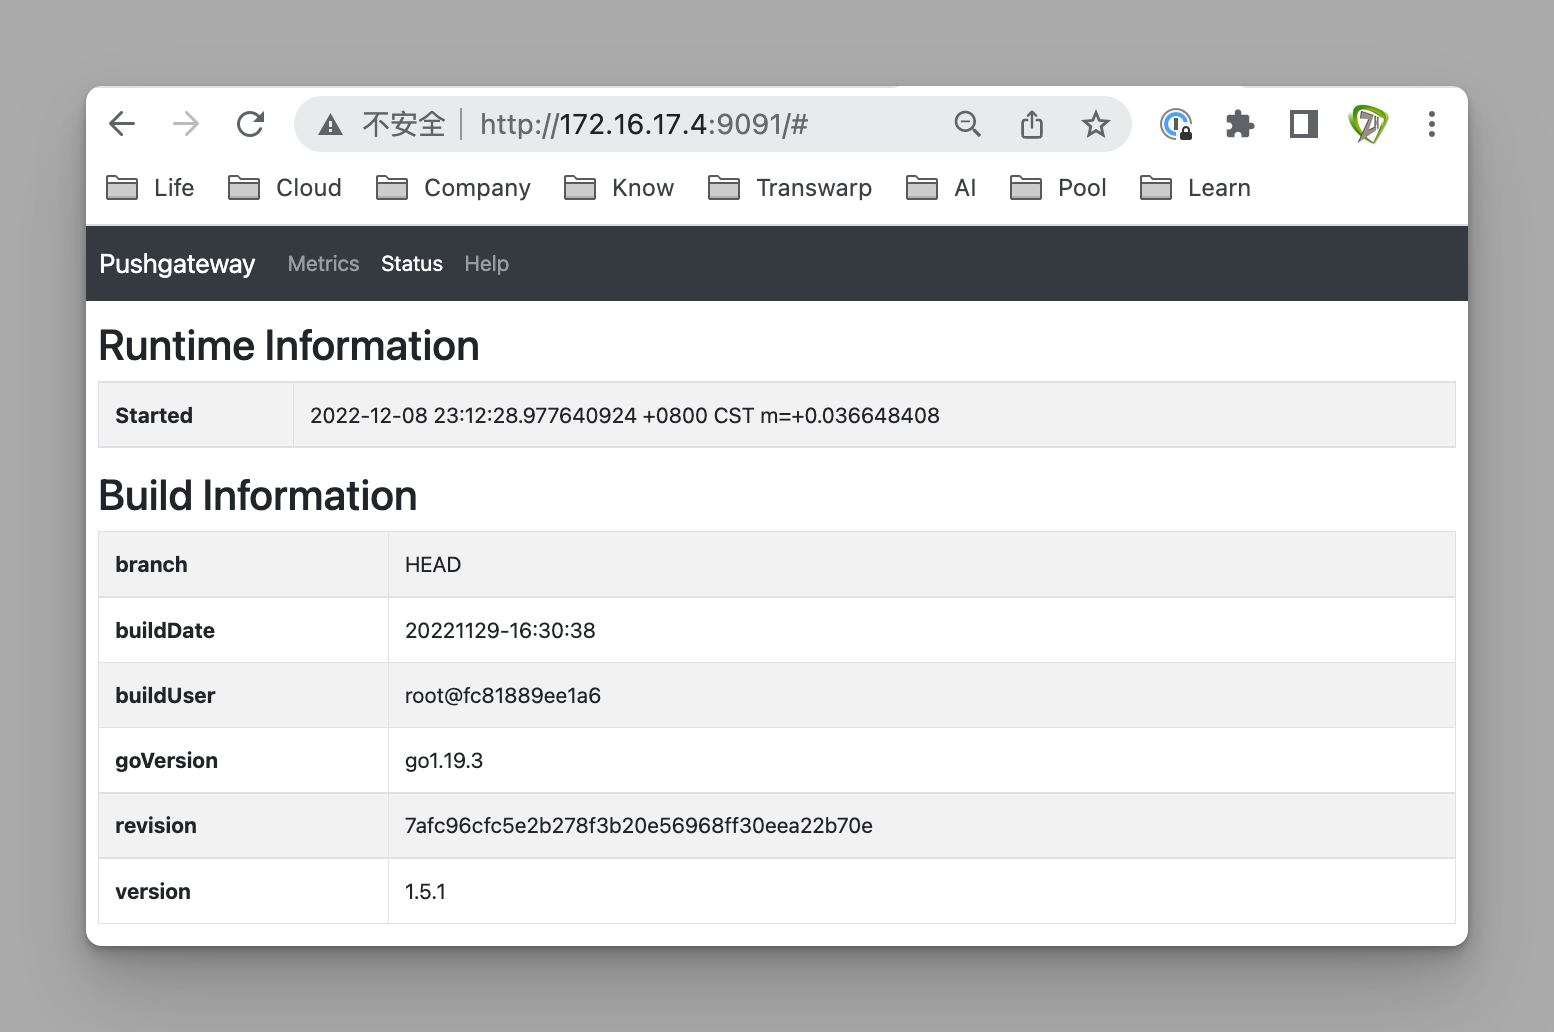 不安全 http://172.16.17.4:9091/#
Life Cloud Company Know Transwarp AI Pool Learn
Pushgateway Metrics Status Help
Runtime Information
Started 2022-12-08 23:12:28.977640924 +0800 CST m=+0.036648408
Build Information
branch HEAD
buildDate 20221129-16:30:38
buildUser root@fc81889ee1a6
goVersion go1.19.3
revision 7afc96cfc5e2b278f3b20e56968ff30eea22b70e
version 1.5.1